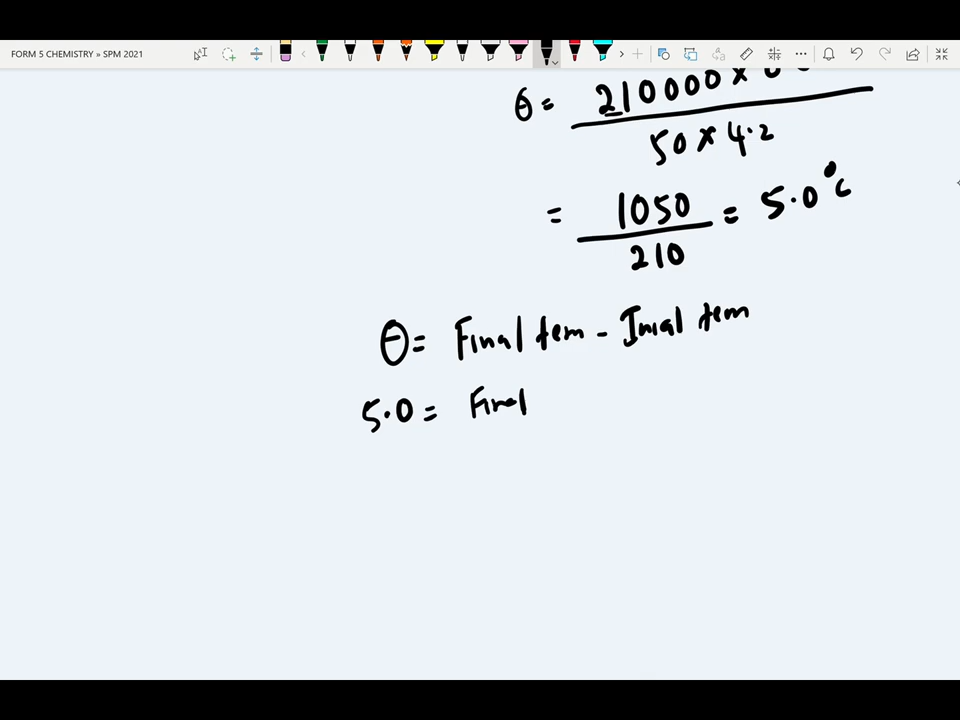 FORM 5 CHEMISTRY » SPM 2021
θ = 210000 x 0
50 x 4.2
= 1050 = 5.0°C
210
θ = Final tem - Inial tem
5.0 = Final